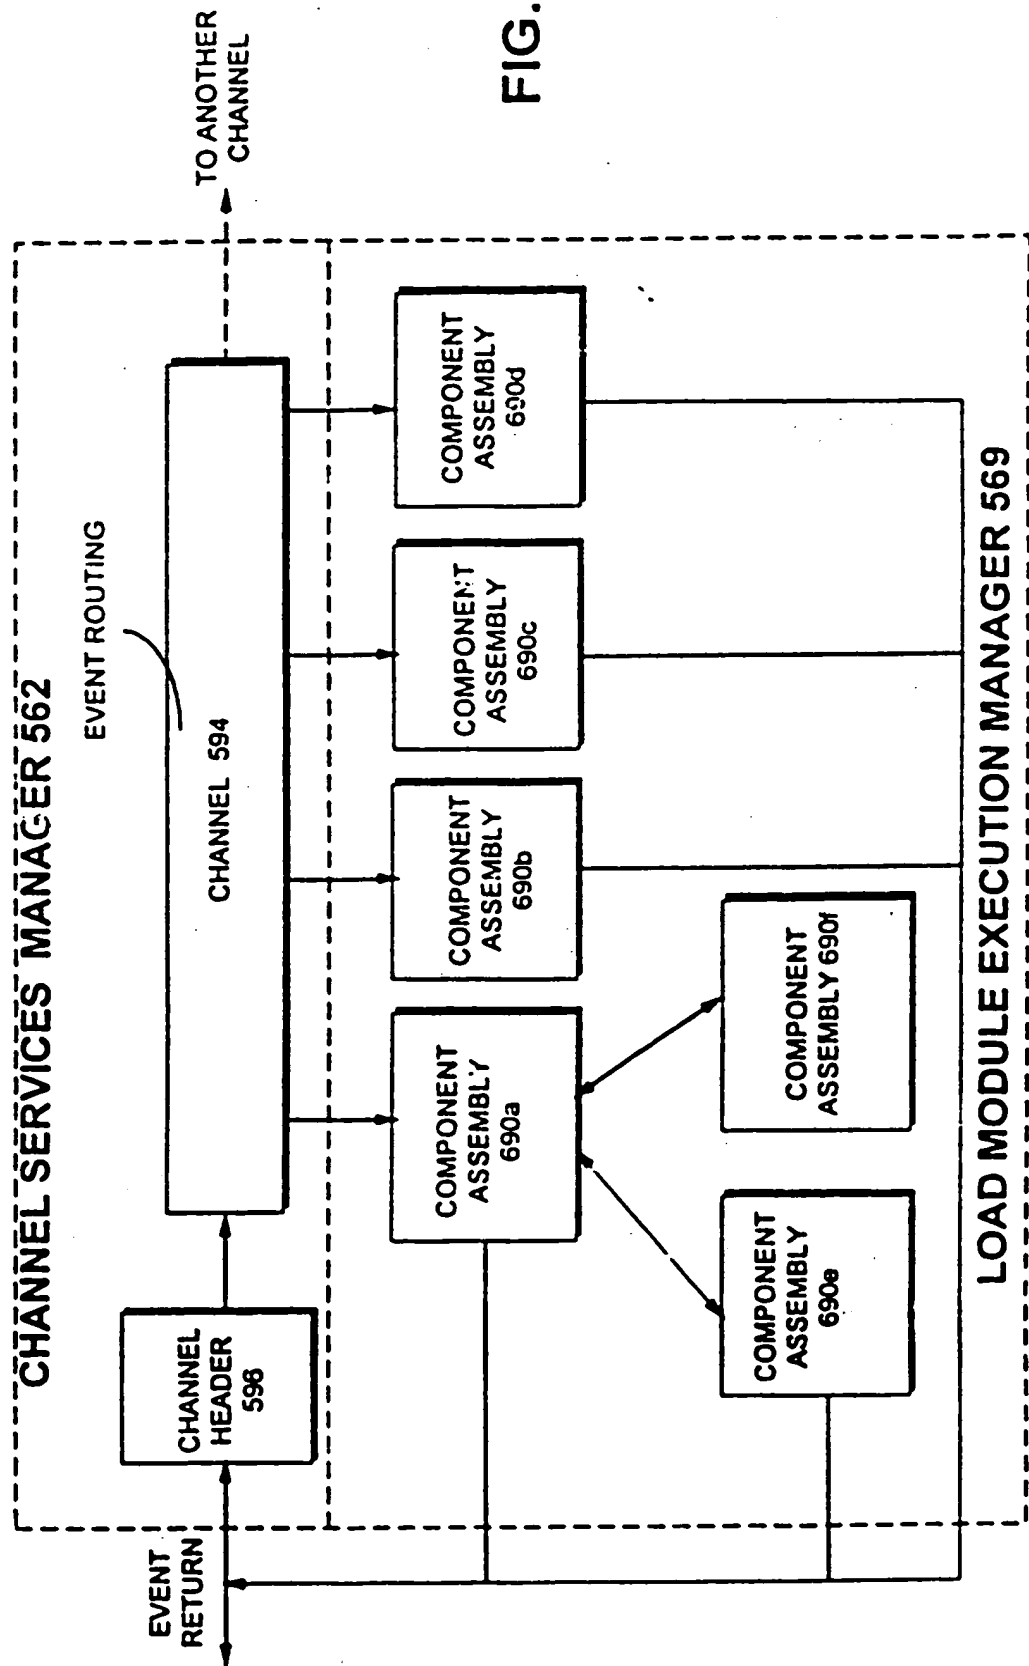 CHANNEL SERVICES MANAGER 562
EVENT ROUTING
TO ANOTHER
CHANNEL
CHANNEL
HEADER
596
CHANNEL 594
EVENT
RETURN
COMPONENT
ASSEMBLY
690a
COMPONENT
ASSEMBLY
690b
COMPONENT
ASSEMBLY
690c
COMPONENT
ASSEMBLY
690d
COMPONENT
ASSEMBLY
690e
COMPONENT
ASSEMBLY 690f
LOAD MODULE EXECUTION MANAGER 569
FIG.